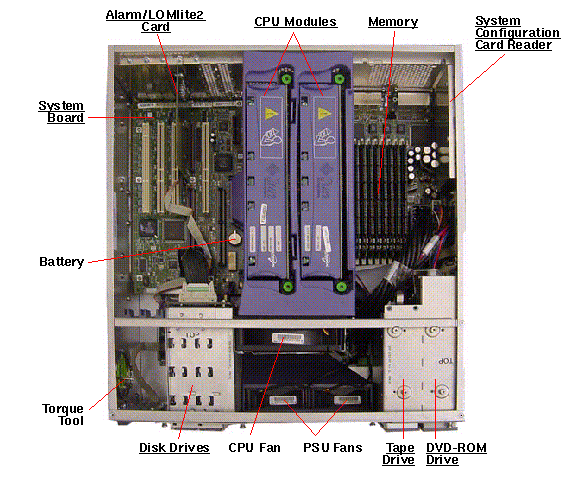 Alarm/LOMlite2
Card
CPU Modules
Memory
System
Configuration
Card Reader
System
Board
Battery
TOP
Torque
Tool
Disk Drives
CPU Fan
PSU Fans
Tape
Drive
DVD-ROM
Drive